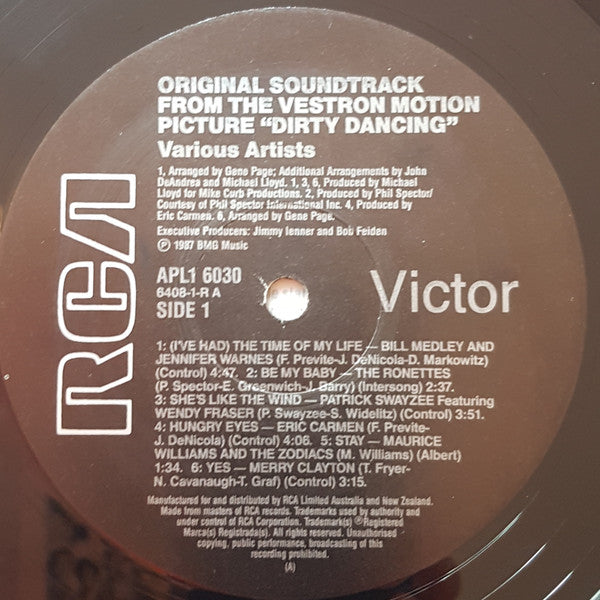 ORIGINAL SOUNDTRACK
FROM THE VESTRON MOTION
PICTURE "DIRTY DANCING"
Various Artists
1, Arranged by Gene Page; Additional Arrangements by John
DeAndrea and Michael Lloyd. 1, 3, 6, Produced by Michael
Lloyd for Mike Curb Productions. 2, Produced by Phil Spector/
Courtesy of Phil Spector International Inc. 4, Produced by
Eric Carmen. 6, Arranged by Gene Page.
Executive Producers: Jimmy Ienner and Bob Feiden
℗ 1987 BMG Music
RCA
APL1 6030
6408-1-R A
SIDE 1
Victor
1: (I'VE HAD) THE TIME OF MY LIFE — BILL MEDLEY AND
JENNIFER WARNES (F. Previte-J. DeNicola-D. Markowitz)
(Control) 4:47. 2: BE MY BABY — THE RONETTES
(P. Spector-E. Greenwich-J. Barry) (Intersong) 2:37.
3: SHE'S LIKE THE WIND — PATRICK SWAYZEE Featuring
WENDY FRASER (P. Swayzee-S. Widelitz) (Control) 3:51.
4: HUNGRY EYES — ERIC CARMEN (F. Previte-
J. DeNicola) (Control) 4:06. 5: STAY — MAURICE
WILLIAMS AND THE ZODIACS (M. Williams) (Albert)
1:34. 6: YES — MERRY CLAYTON (T. Fryer-
N. Cavanaugh-T. Graf) (Control) 3:15.
Manufactured for and distributed by RCA Limited Australia and New Zealand.
Made from masters of RCA records. Trademarks used by authority and
under control of RCA Corporation. Trademark(s) ®Registered
Marca(s) Registrada(s). All rights reserved. Unauthorised
copying, public performance, broadcasting of this
recording prohibited.
(A)